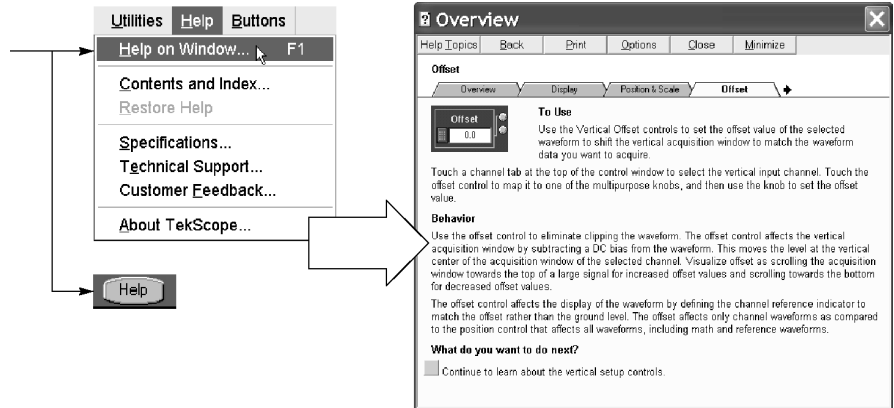 Utilities Help Buttons
Help on Window... F1
Contents and Index...
Restore Help
Specifications...
Technical Support...
Customer Feedback...
About TekScope...
Help
Overview
Help Topics Back Print Options Close Minimize
Offset
Overview Display Position & Scale Offset
Offset
0.0
To Use
Use the Vertical Offset controls to set the offset value of the selected
waveform to shift the vertical acquisition window to match the waveform
data you want to acquire.
Touch a channel tab at the top of the control window to select the vertical input channel. Touch the
offset control to map it to one of the multipurpose knobs, and then use the knob to set the offset
value.
Behavior
Use the offset control to eliminate clipping the waveform. The offset control affects the vertical
acquisition window by subtracting a DC bias from the waveform. This moves the level at the vertical
center of the acquisition window of the selected channel. Visualize offset as scrolling the acquisition
window towards the top of a large signal for increased offset values and scrolling towards the bottom
for decreased offset values.
The offset control affects the display of the waveform by defining the channel reference indicator to
match the offset rather than the ground level. The offset affects only channel waveforms as compared
to the position control that affects all waveforms, including math and reference waveforms.
What do you want to do next?
Continue to learn about the vertical setup controls.